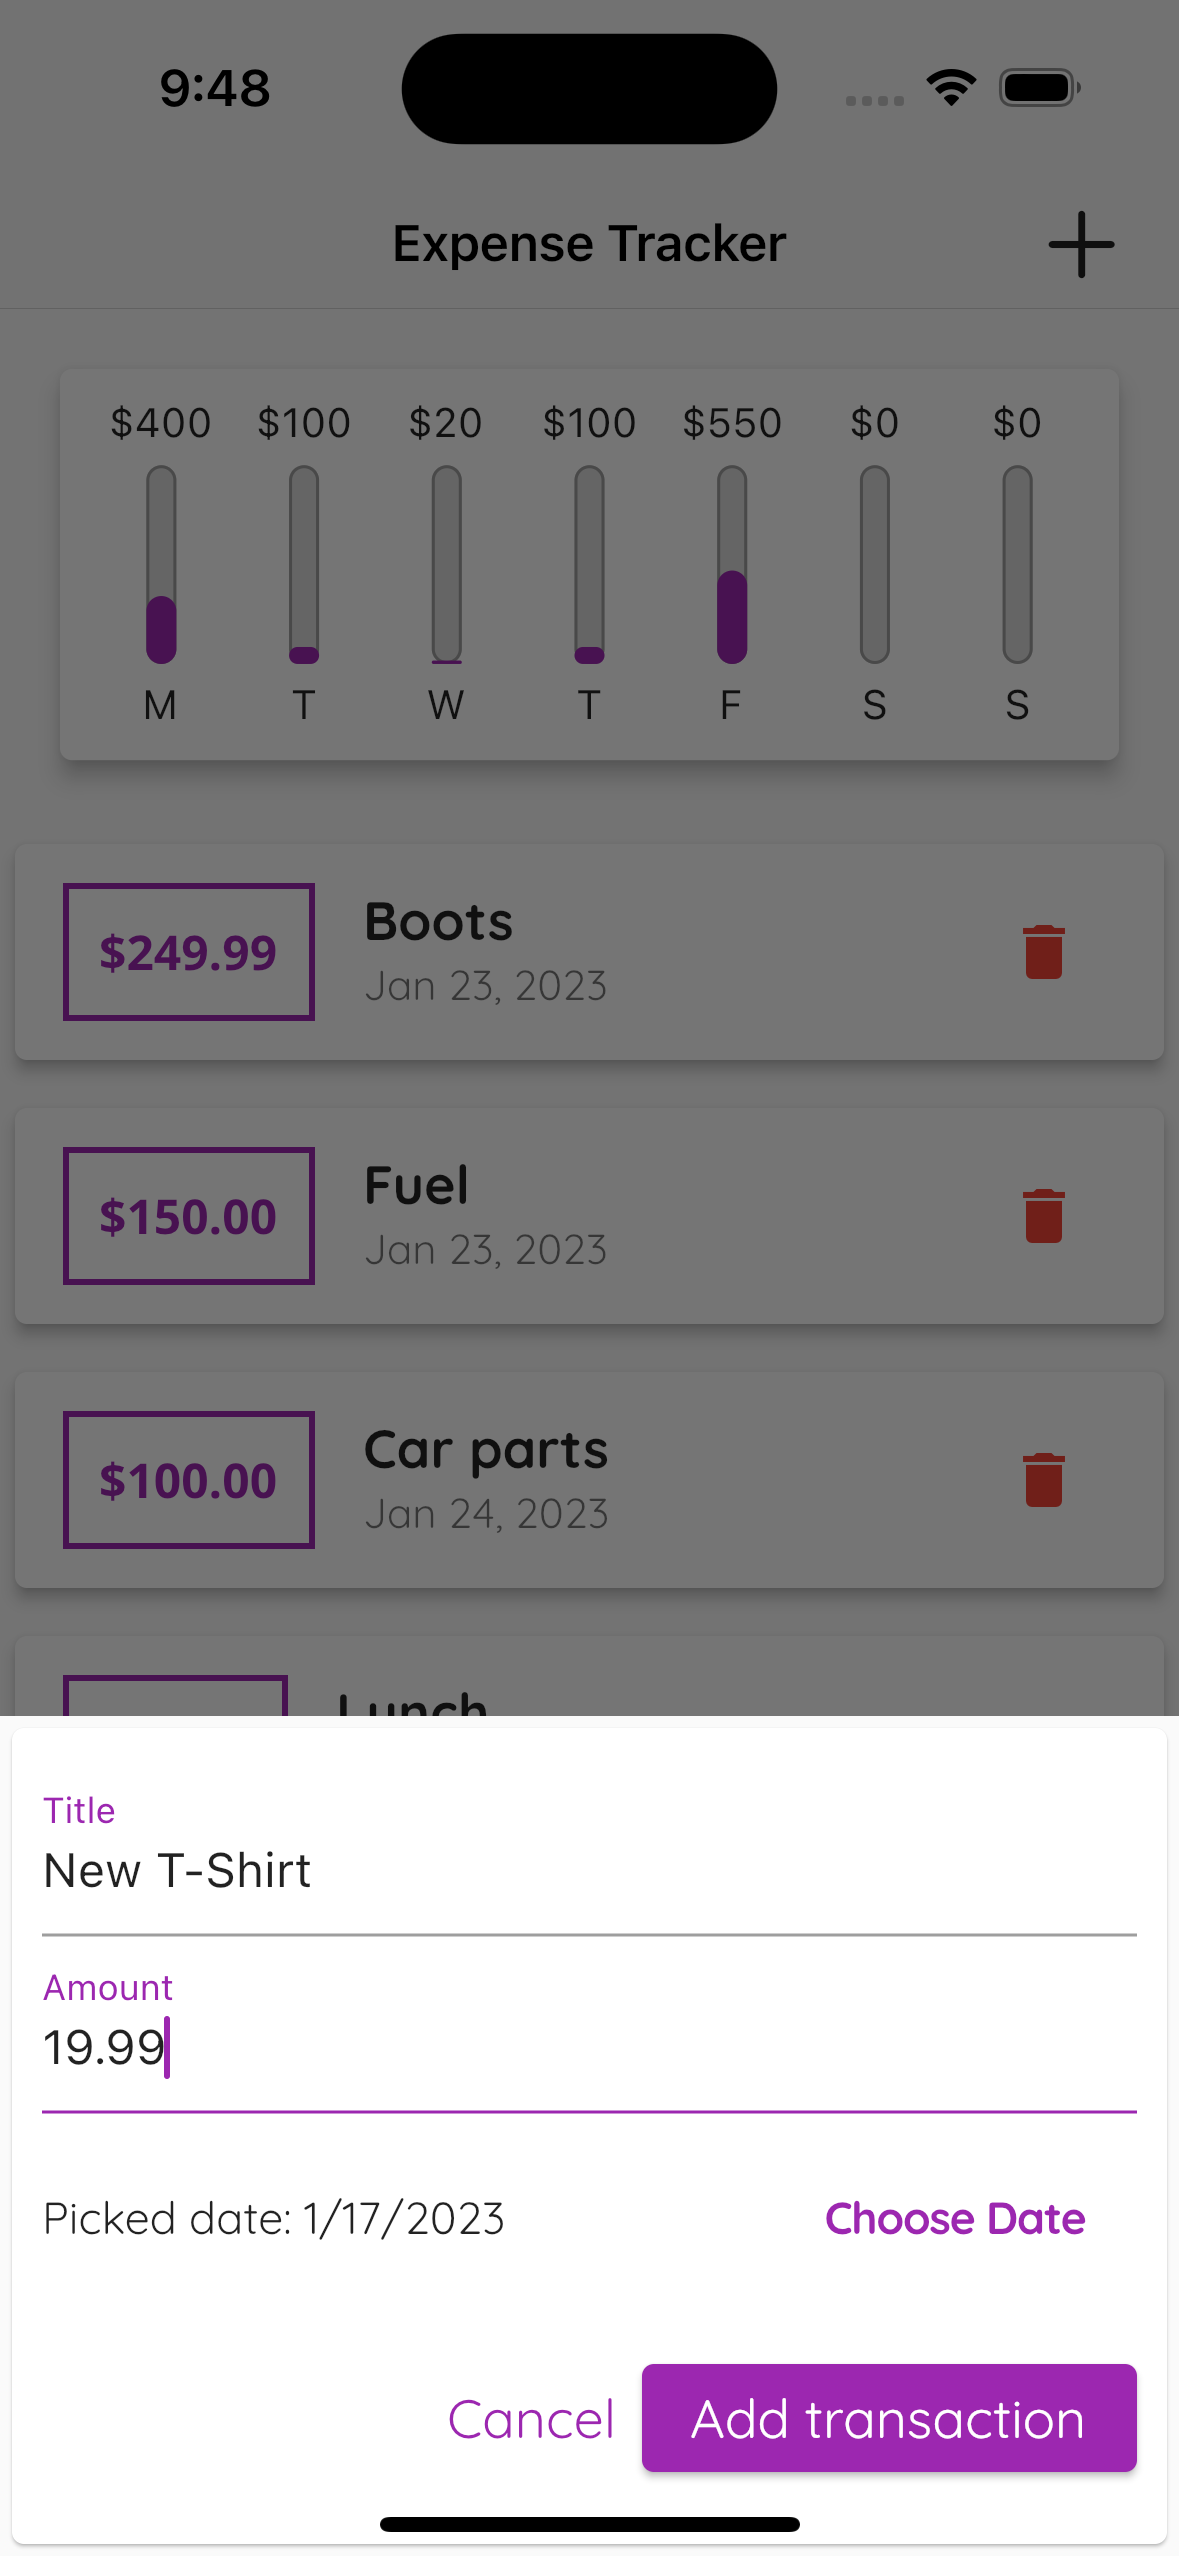 9:48
Expense Tracker
$400 $100 $20 $100 $550 $0 $0
M T W T F S S
$249.99
Boots
Jan 23, 2023
$150.00
Fuel
Jan 23, 2023
$100.00
Car parts
Jan 24, 2023
Lunch
Title
New T-Shirt
Amount
19.99
Picked date: 1/17/2023
Choose Date
Cancel
Add transaction